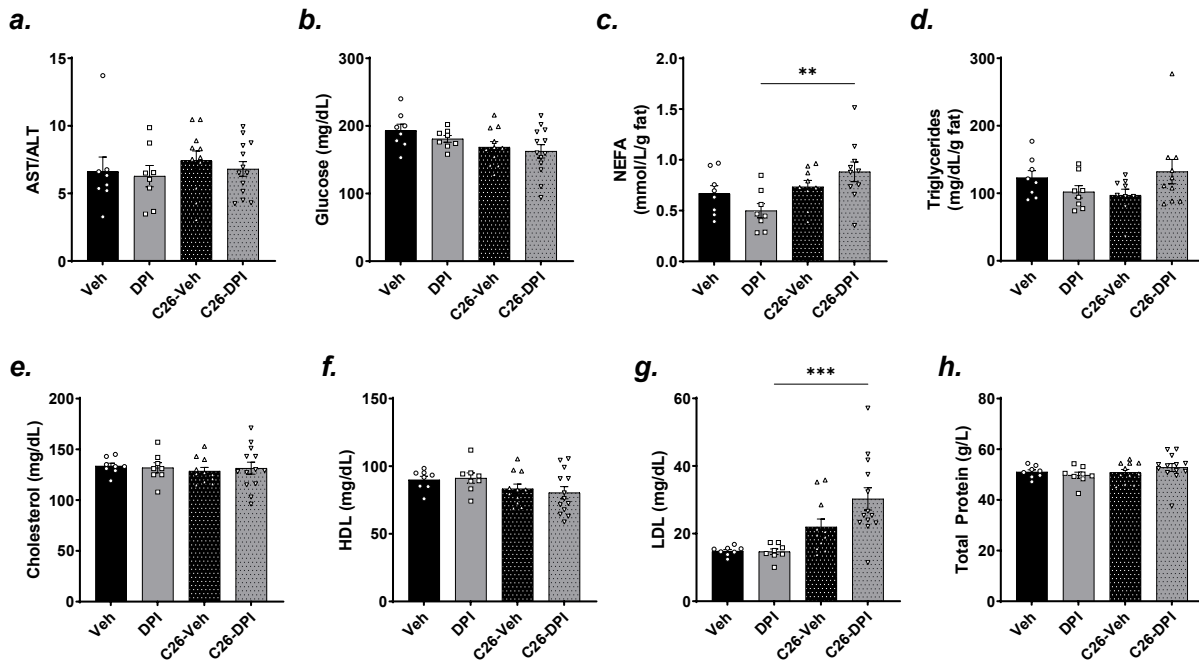 a.
AST/ALT
15
10
5
0
Veh
DPI
C26-Veh
C26-DPI
b.
Glucose (mg/dL)
300
200
100
0
Veh
DPI
C26-Veh
C26-DPI
c.
NEFA
(mmol/L/g fat)
2.0
1.5
1.0
0.5
0.0
**
Veh
DPI
C26-Veh
C26-DPI
d.
Triglycerides
(mg/dL/g fat)
300
200
100
0
Veh
DPI
C26-Veh
C26-DPI
e.
Cholesterol (mg/dL)
200
150
100
50
0
Veh
DPI
C26-Veh
C26-DPI
f.
HDL (mg/dL)
150
100
50
0
Veh
DPI
C26-Veh
C26-DPI
g.
LDL (mg/dL)
60
40
20
0
***
Veh
DPI
C26-Veh
C26-DPI
h.
Total Protein (g/L)
80
60
40
20
0
Veh
DPI
C26-Veh
C26-DPI